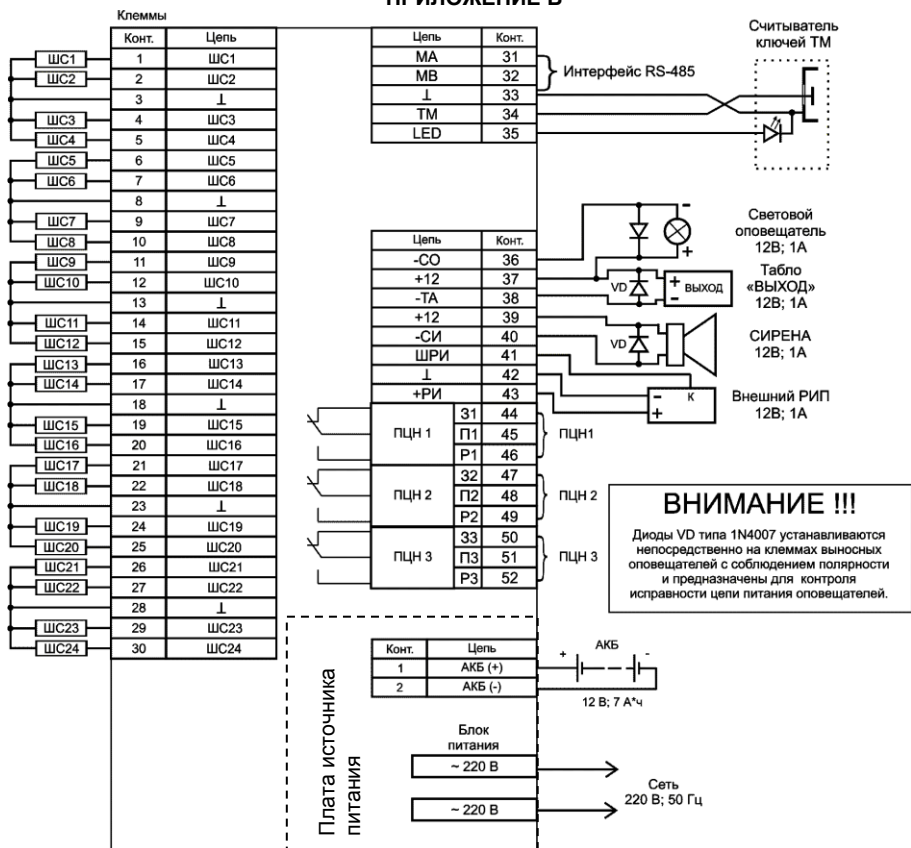 ПРИЛОЖЕНИЕ В
Клеммы
Конт. Цепь
ШС1 1 ШС1
ШС2 2 ШС2
3 ⊥
ШС3 4 ШС3
ШС4 5 ШС4
ШС5 6 ШС5
ШС6 7 ШС6
8 ⊥
ШС7 9 ШС7
ШС8 10 ШС8
ШС9 11 ШС9
ШС10 12 ШС10
13 ⊥
ШС11 14 ШС11
ШС12 15 ШС12
ШС13 16 ШС13
ШС14 17 ШС14
18 ⊥
ШС15 19 ШС15
ШС16 20 ШС16
ШС17 21 ШС17
ШС18 22 ШС18
23 ⊥
ШС19 24 ШС19
ШС20 25 ШС20
ШС21 26 ШС21
ШС22 27 ШС22
28 ⊥
ШС23 29 ШС23
ШС24 30 ШС24
Цепь Конт.
МА 31
МВ 32
⊥ 33
ТМ 34
LED 35
Интерфейс RS-485
Считыватель
ключей ТМ
Цепь Конт.
-СО 36
+12 37
-ТА 38
+12 39
-СИ 40
ШРИ 41
⊥ 42
+РИ 43
ПЦН 1
З1 44
П1 45
Р1 46
ПЦН1
ПЦН 2
З2 47
П2 48
Р2 49
ПЦН 2
ПЦН 3
З3 50
П3 51
Р3 52
ПЦН 3
- +
Световой
оповещатель
12В; 1А
VD + - ВЫХОД
Табло
«ВЫХОД»
12В; 1А
VD
СИРЕНА
12В; 1А
- К +
Внешний РИП
12В; 1А
ВНИМАНИЕ !!!
Диоды VD типа 1N4007 устанавливаются
непосредственно на клеммах выносных
оповещателей с соблюдением полярности
и предназначены для контроля
исправности цепи питания оповещателей.
Плата источника
питания
Конт. Цепь
1 АКБ (+)
2 АКБ (-)
+ АКБ -
12 В; 7 А*ч
Блок
питания
~ 220 В
~ 220 В
Сеть
220 В; 50 Гц